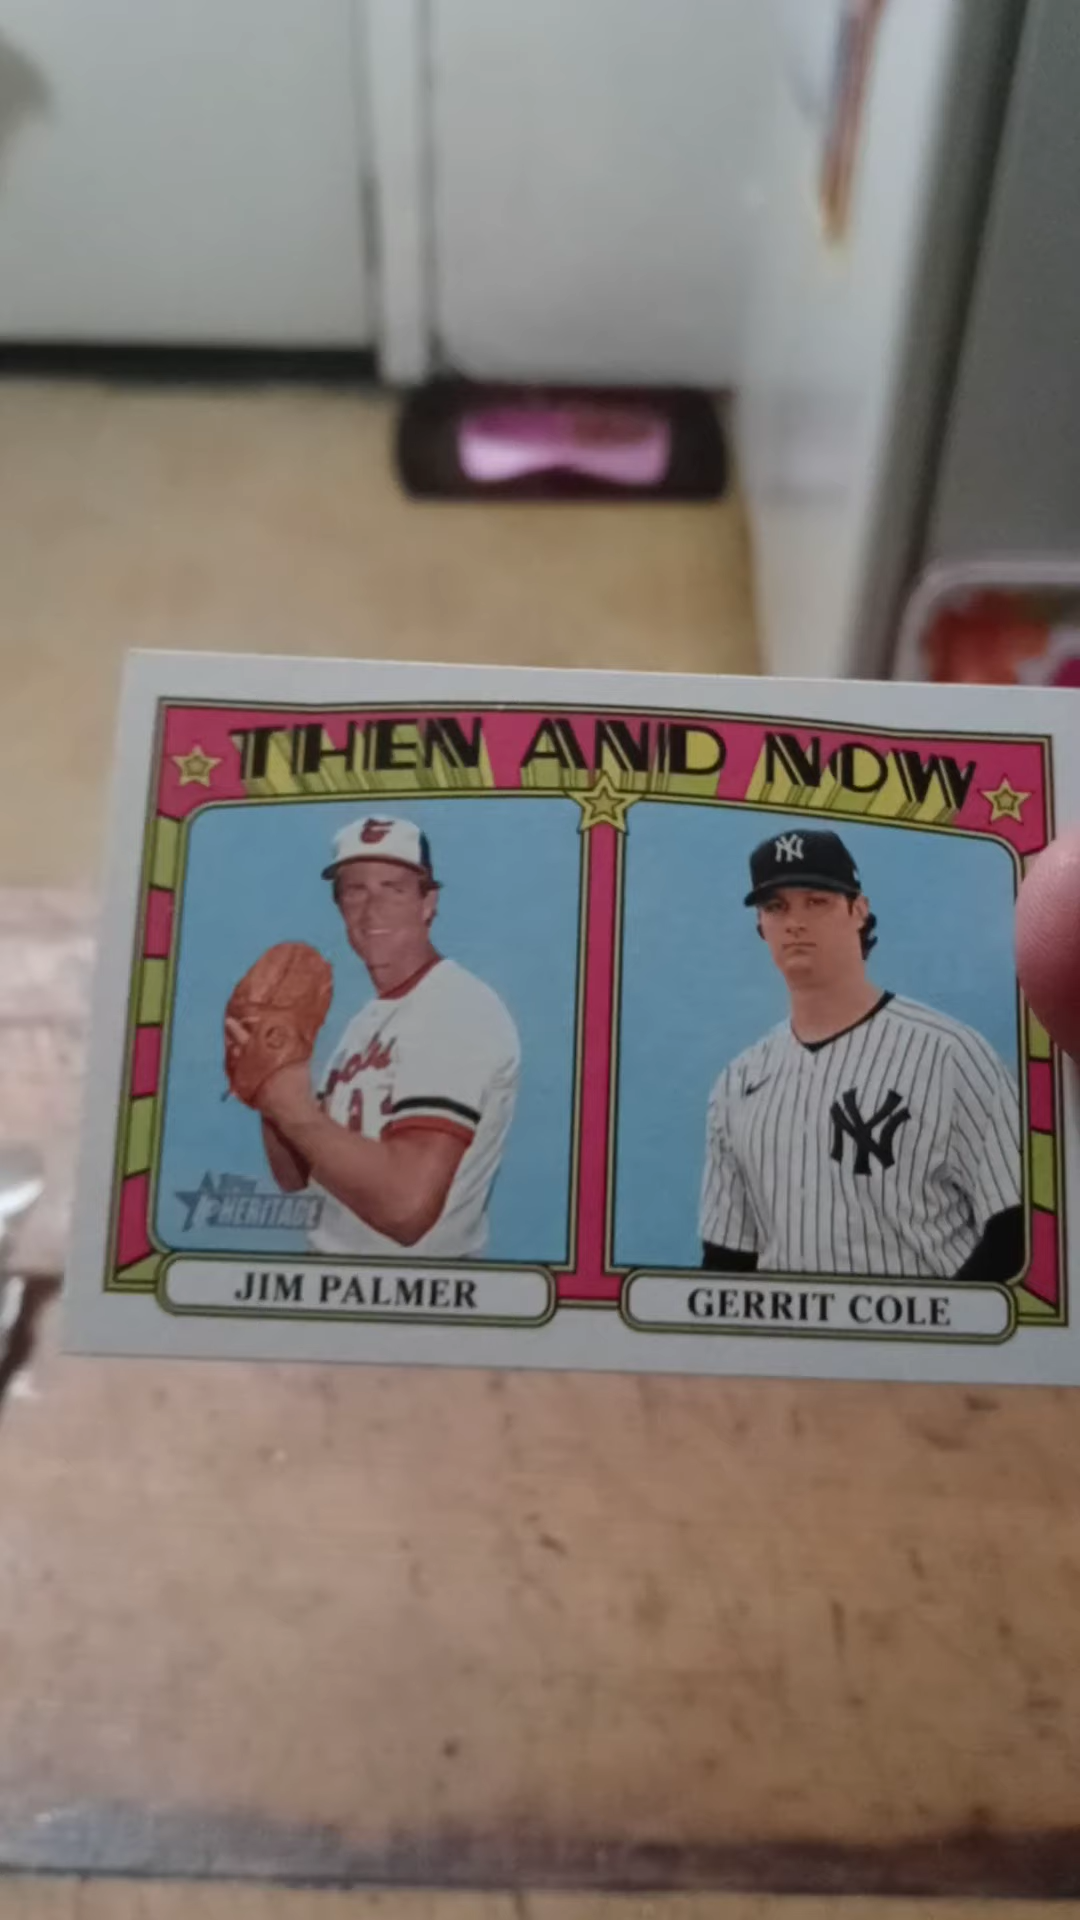 THEN AND NOW
Topps
HERITAGE
JIM PALMER
GERRIT COLE